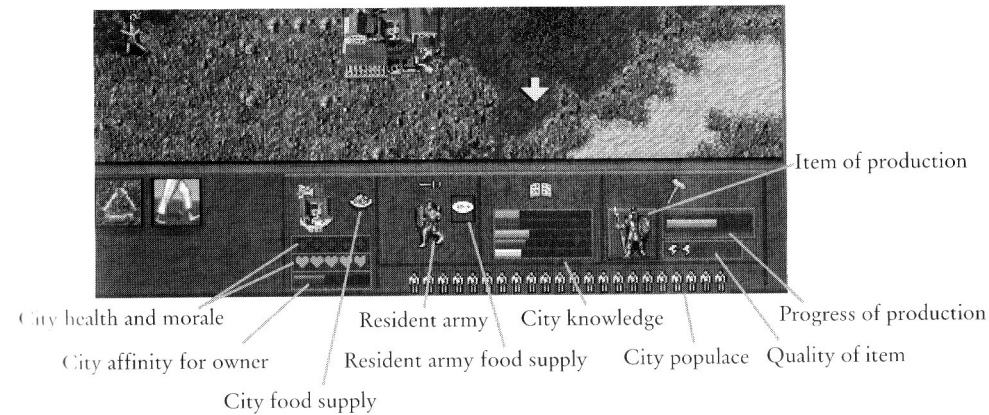 Item of production
City health and morale
Resident army
City knowledge
Progress of production
City affinity for owner
Resident army food supply
City populace
Quality of item
City food supply